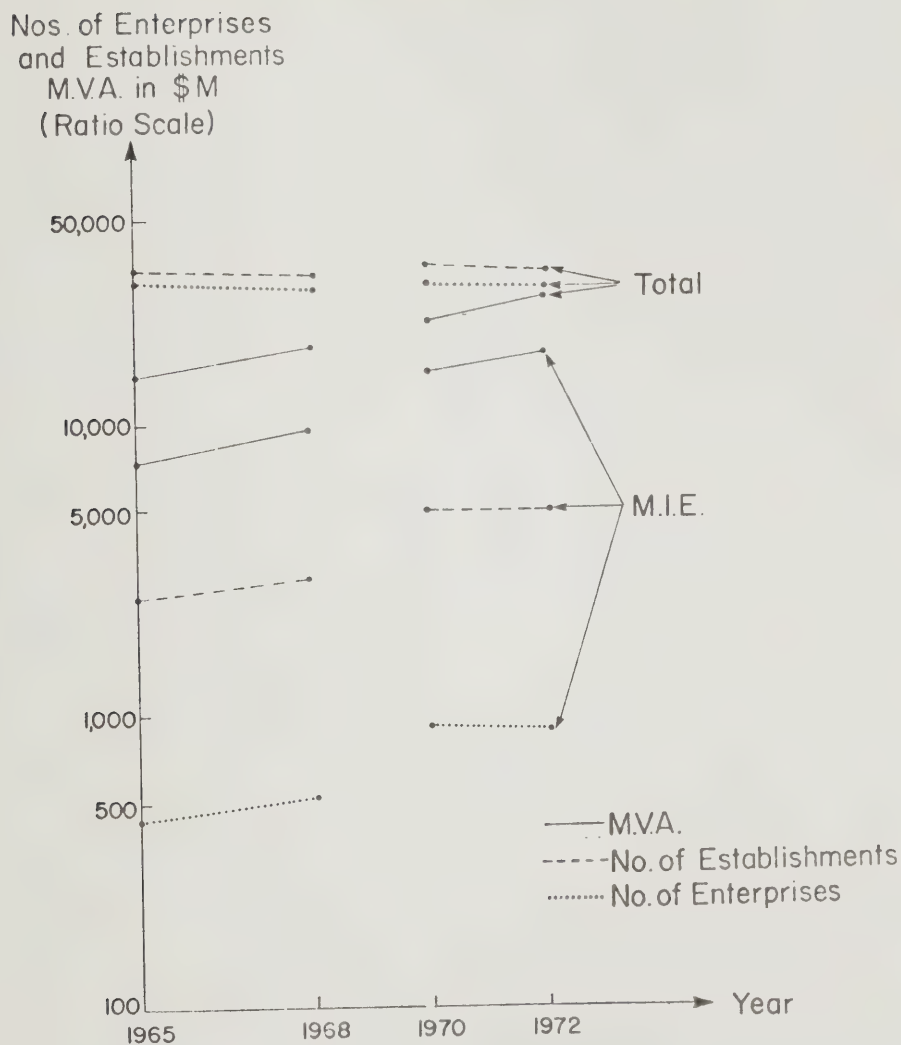 Nos. of Enterprises
and Establishments
M.V.A. in $M
(Ratio Scale)
50,000
10,000
5,000
1,000
500
100
Total
M.I.E.
M.V.A.
No. of Establishments
No. of Enterprises
1965
1968
1970
1972
Year